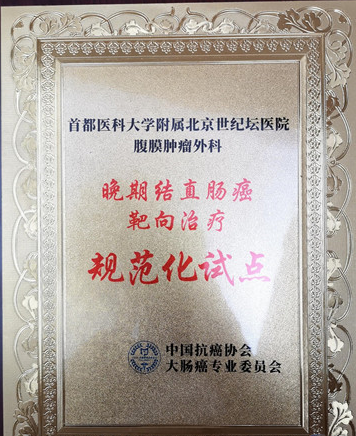 首都医科大学附属北京世纪坛医院
腹膜肿瘤外科
晚期结直肠癌
靶向治疗
规范化试点
中国抗癌协会
大肠癌专业委员会